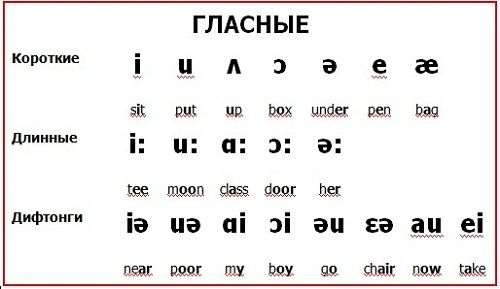 ГЛАСНЫЕ
Короткие i u ʌ ɔ ə e æ
sit put up box under pen bag
Длинные i: u: ɑ: ɔ: ə:
tee moon class door her
Дифтонги iə uə ɑi ɔi əu ɛə au ei
near poor my boy go chair now take